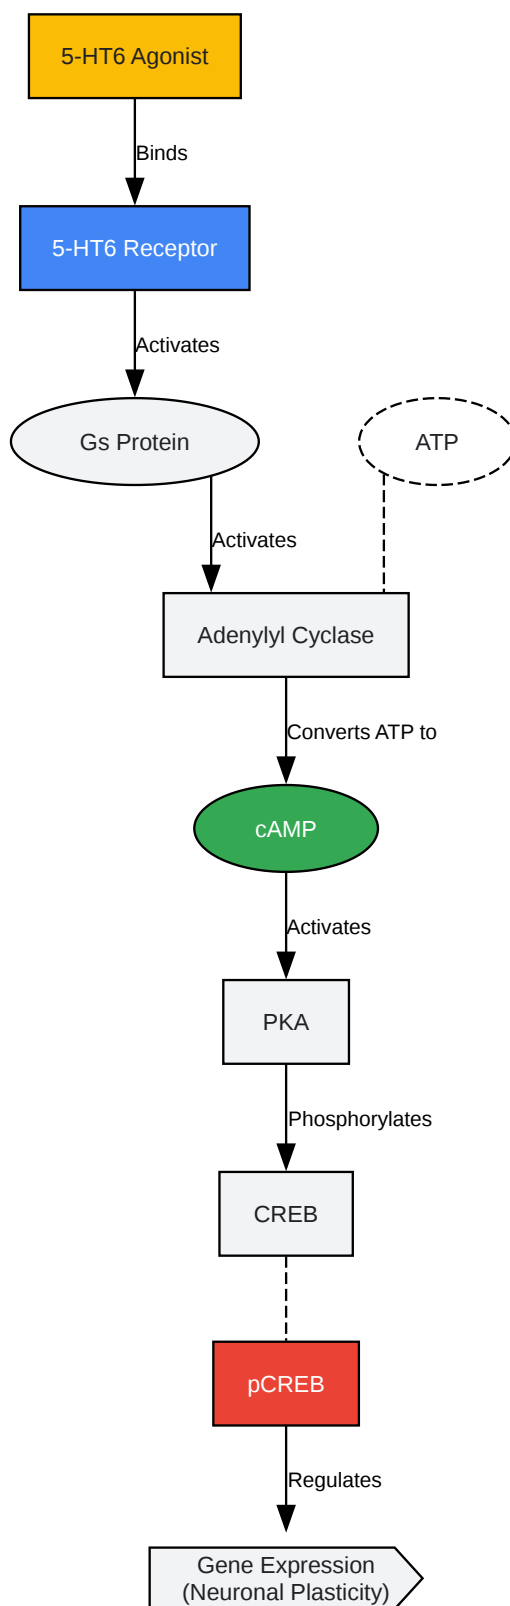 5-HT6 Agonist
Binds
5-HT6 Receptor
Activates
Gs Protein
ATP
Activates
Adenylyl Cyclase
Converts ATP to
cAMP
Activates
PKA
Phosphorylates
CREB
pCREB
Regulates
Gene Expression
(Neuronal Plasticity)